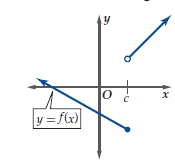 y
O c x
y = f(x)